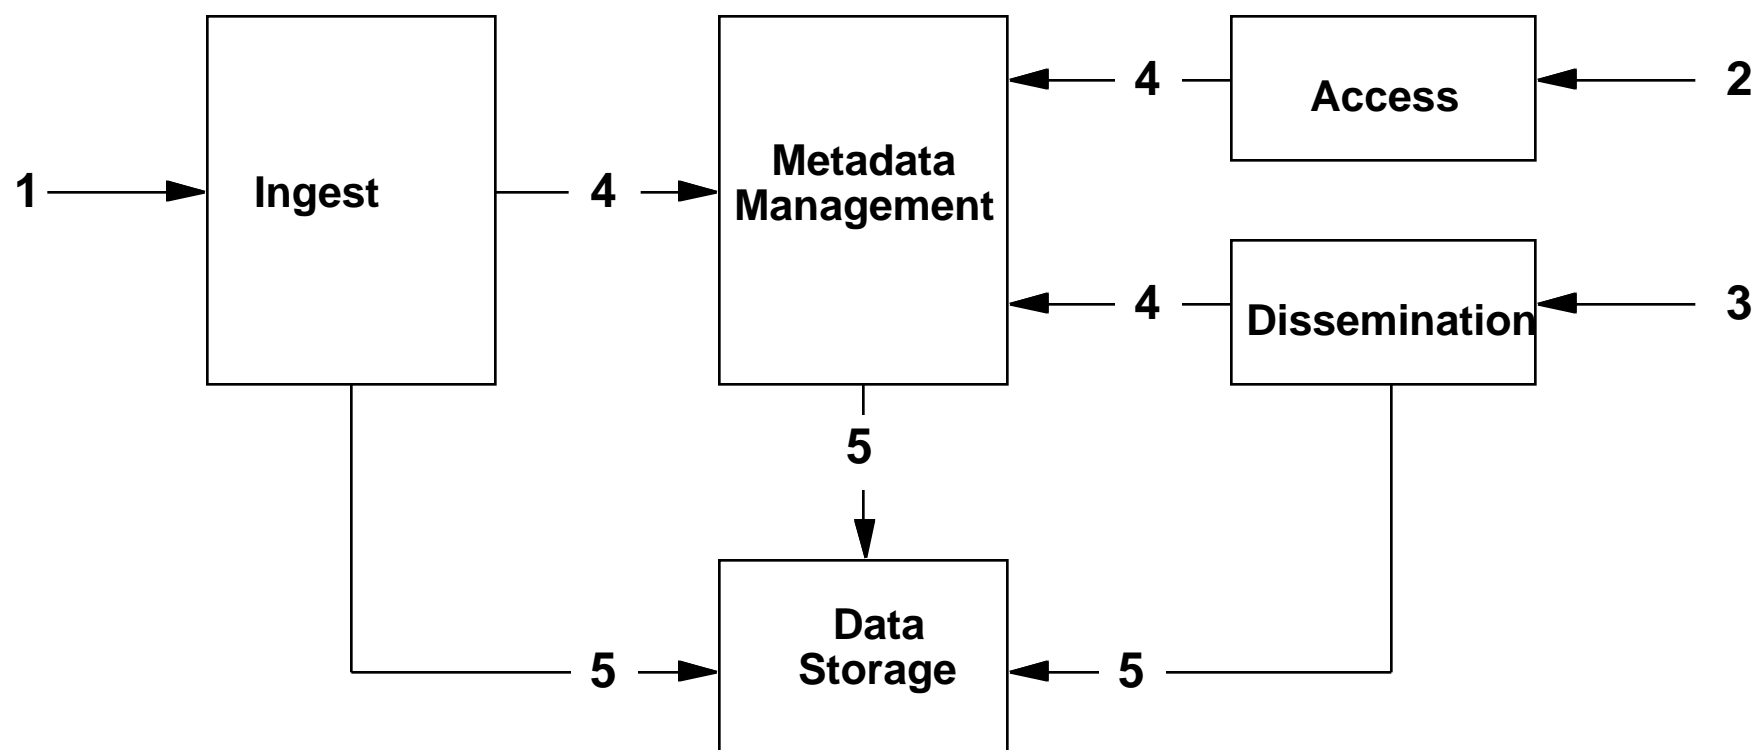 4
Access
2
Metadata
Management
1
Ingest
4
4
Dissemination
3
5
Data
Storage
5
5